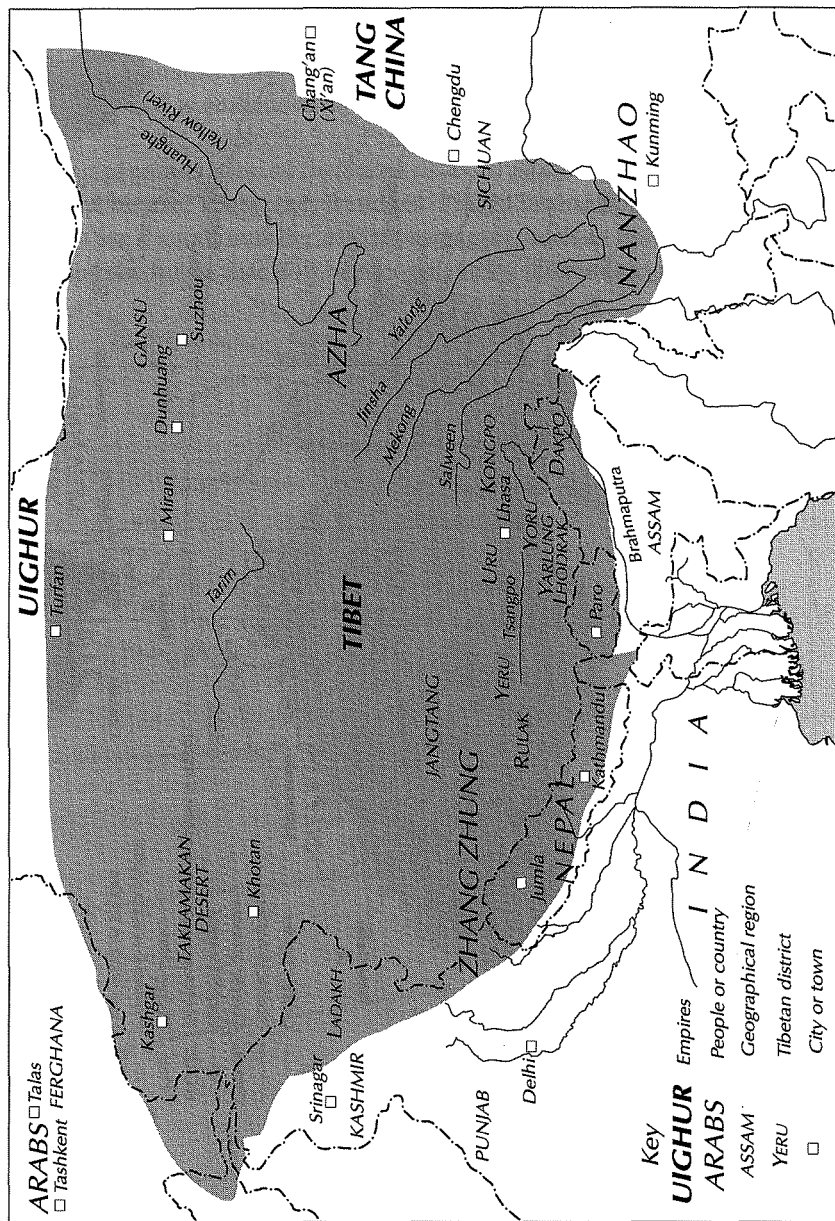 ARABS
Talas
Tashkent
FERGHANA
UIGHUR
Turfan
Kashgar
TAKLAMAKAN
DESERT
Khotan
Tarim
Miran
Dunhuang
GANSU
Suzhou
Huanghe
(Yellow River)
Chang'an
(Xi'an)
TANG
CHINA
Srinagar
KASHMIR
LADAKH
TIBET
AZHA
Yalong
Jinsha
Mekong
Salween
Chengdu
SICHUAN
NANZHAO
Kunming
PUNJAB
Delhi
ZHANG ZHUNG
JANGTANG
RULAK
YERU
Tsangpo
URU
Lhasa
KONGPO
YORU
YARLUNG
LHODRAK
DAKPO
Jumla
NEPAL
Kathmandu
Paro
Brahmaputra
ASSAM
INDIA
Key
UIGHUR Empires
ARABS People or country
ASSAM Geographical region
YERU Tibetan district
City or town